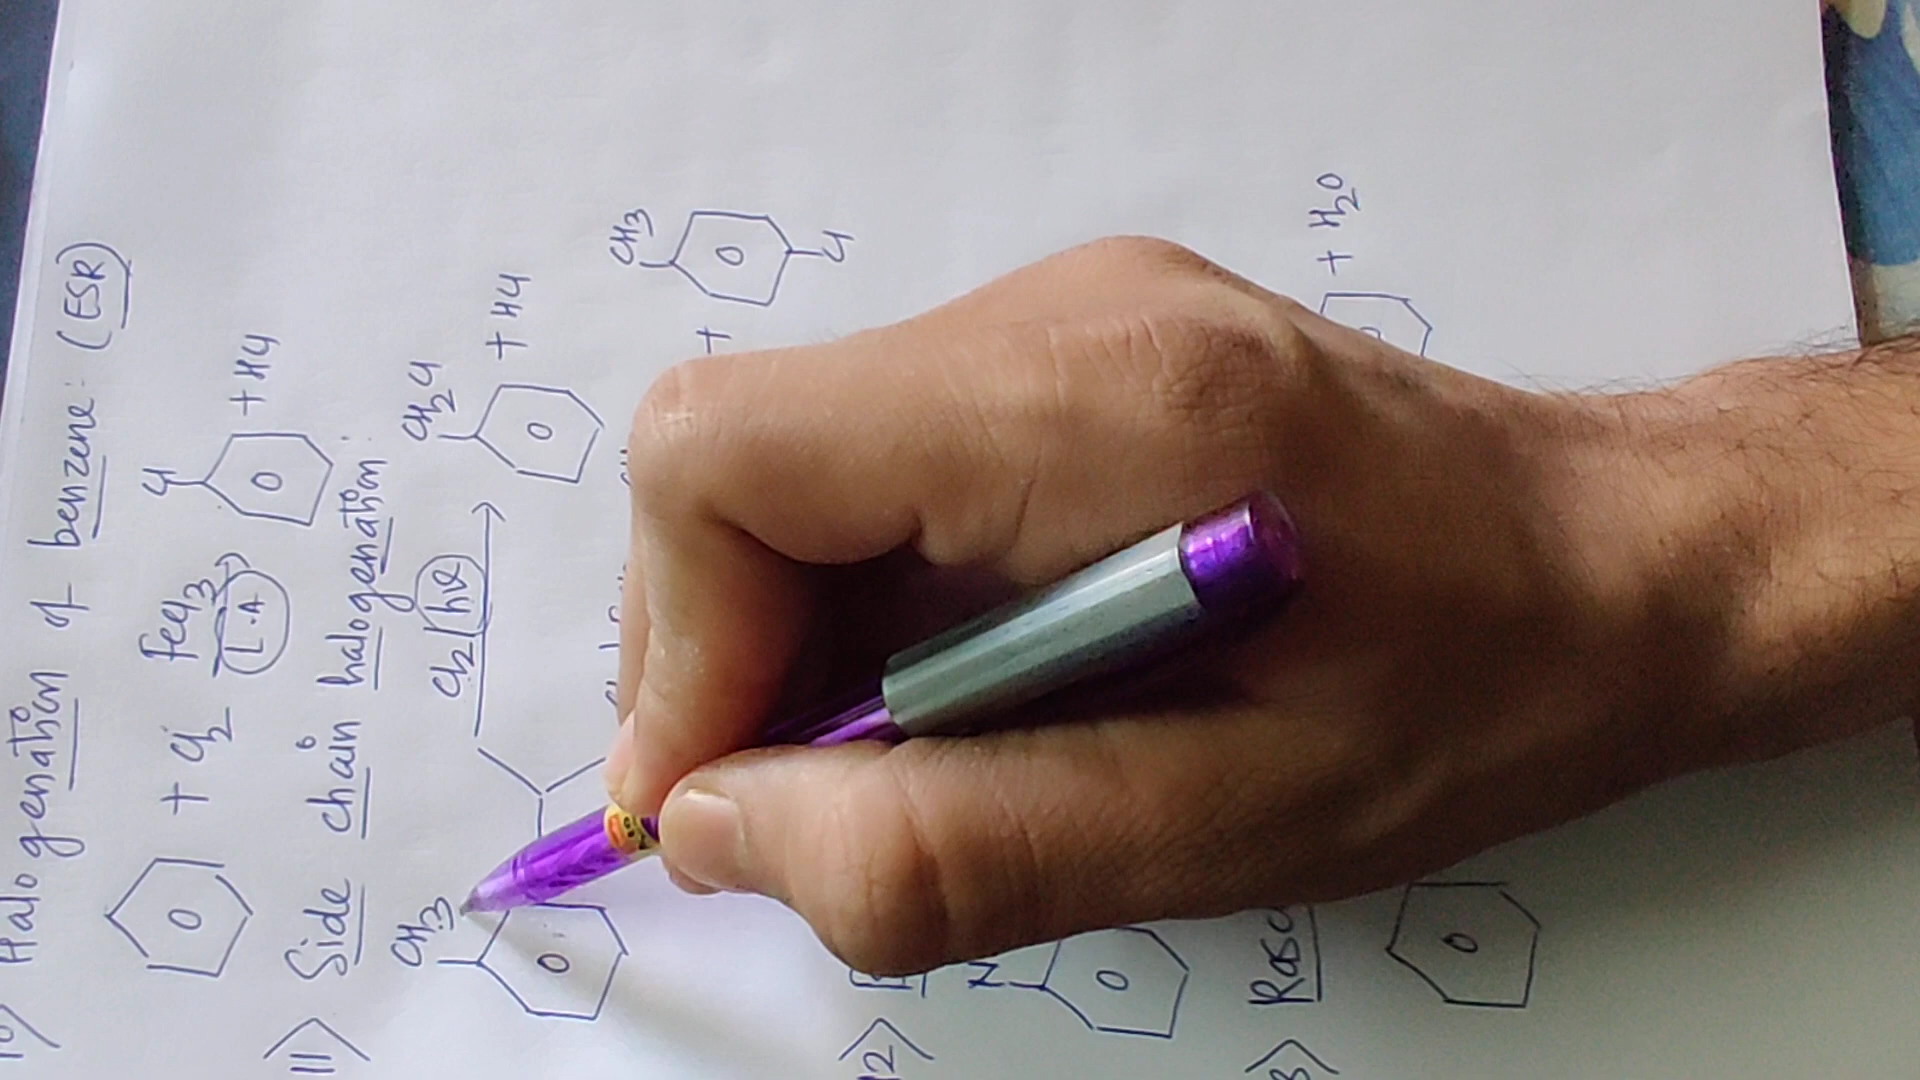 10) Halogenation of benzene: (ESR)
+ Cl2 FeCl3 (L.A)
Cl
+ HCl
11) Side chain halogenation:
CH3
Cl2/hν
CH2Cl
+ HCl
+
CH3
Cl
12)
N
3)
+ H2O